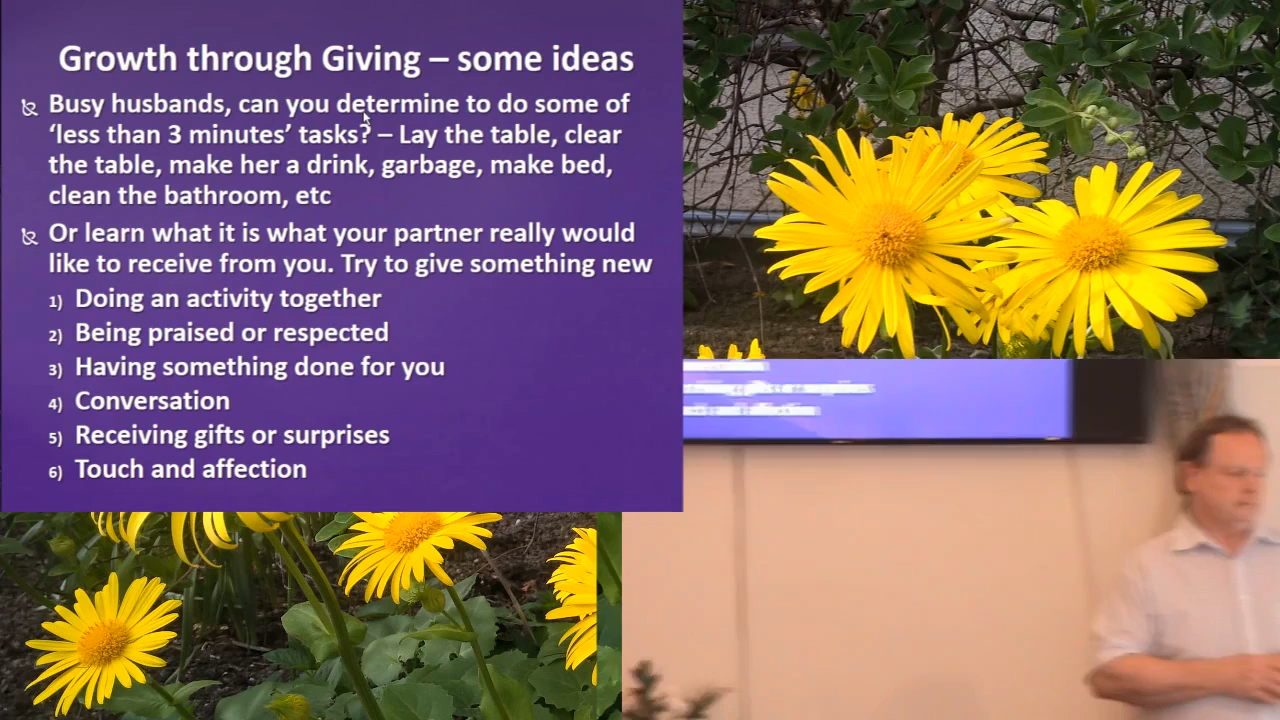 Growth through Giving – some ideas
Busy husbands, can you determine to do some of
‘less than 3 minutes’ tasks? – Lay the table, clear
the table, make her a drink, garbage, make bed,
clean the bathroom, etc
Or learn what it is what your partner really would
like to receive from you. Try to give something new
1) Doing an activity together
2) Being praised or respected
3) Having something done for you
4) Conversation
5) Receiving gifts or surprises
6) Touch and affection